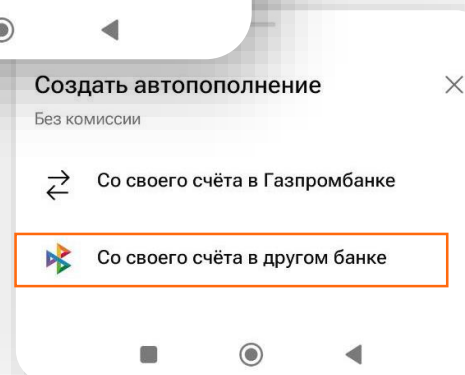 Создать автопополнение
Без комиссии
Со своего счёта в Газпромбанке
Со своего счёта в другом банке